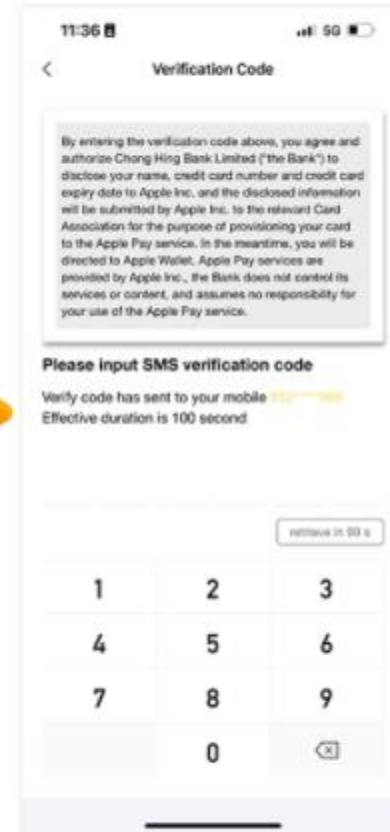 11:36
5G
Verification Code
By entering the verification code above, you agree and
authorize Chong Hing Bank Limited ("the Bank") to
disclose your name, credit card number and credit card
expiry date to Apple Inc. and the disclosed information
will be submitted by Apple Inc. to the relevant Card
Association for the purpose of provisioning your card
to the Apple Pay service. In the meantime, you will be
directed to Apple Wallet. Apple Pay services are
provided by Apple Inc., the Bank does not control its
services or content, and assumes no responsibility for
your use of the Apple Pay service.
Please input SMS verification code
Verify code has sent to your mobile
Effective duration is 100 second
retrieve in 99 s
1 2 3
4 5 6
7 8 9
0